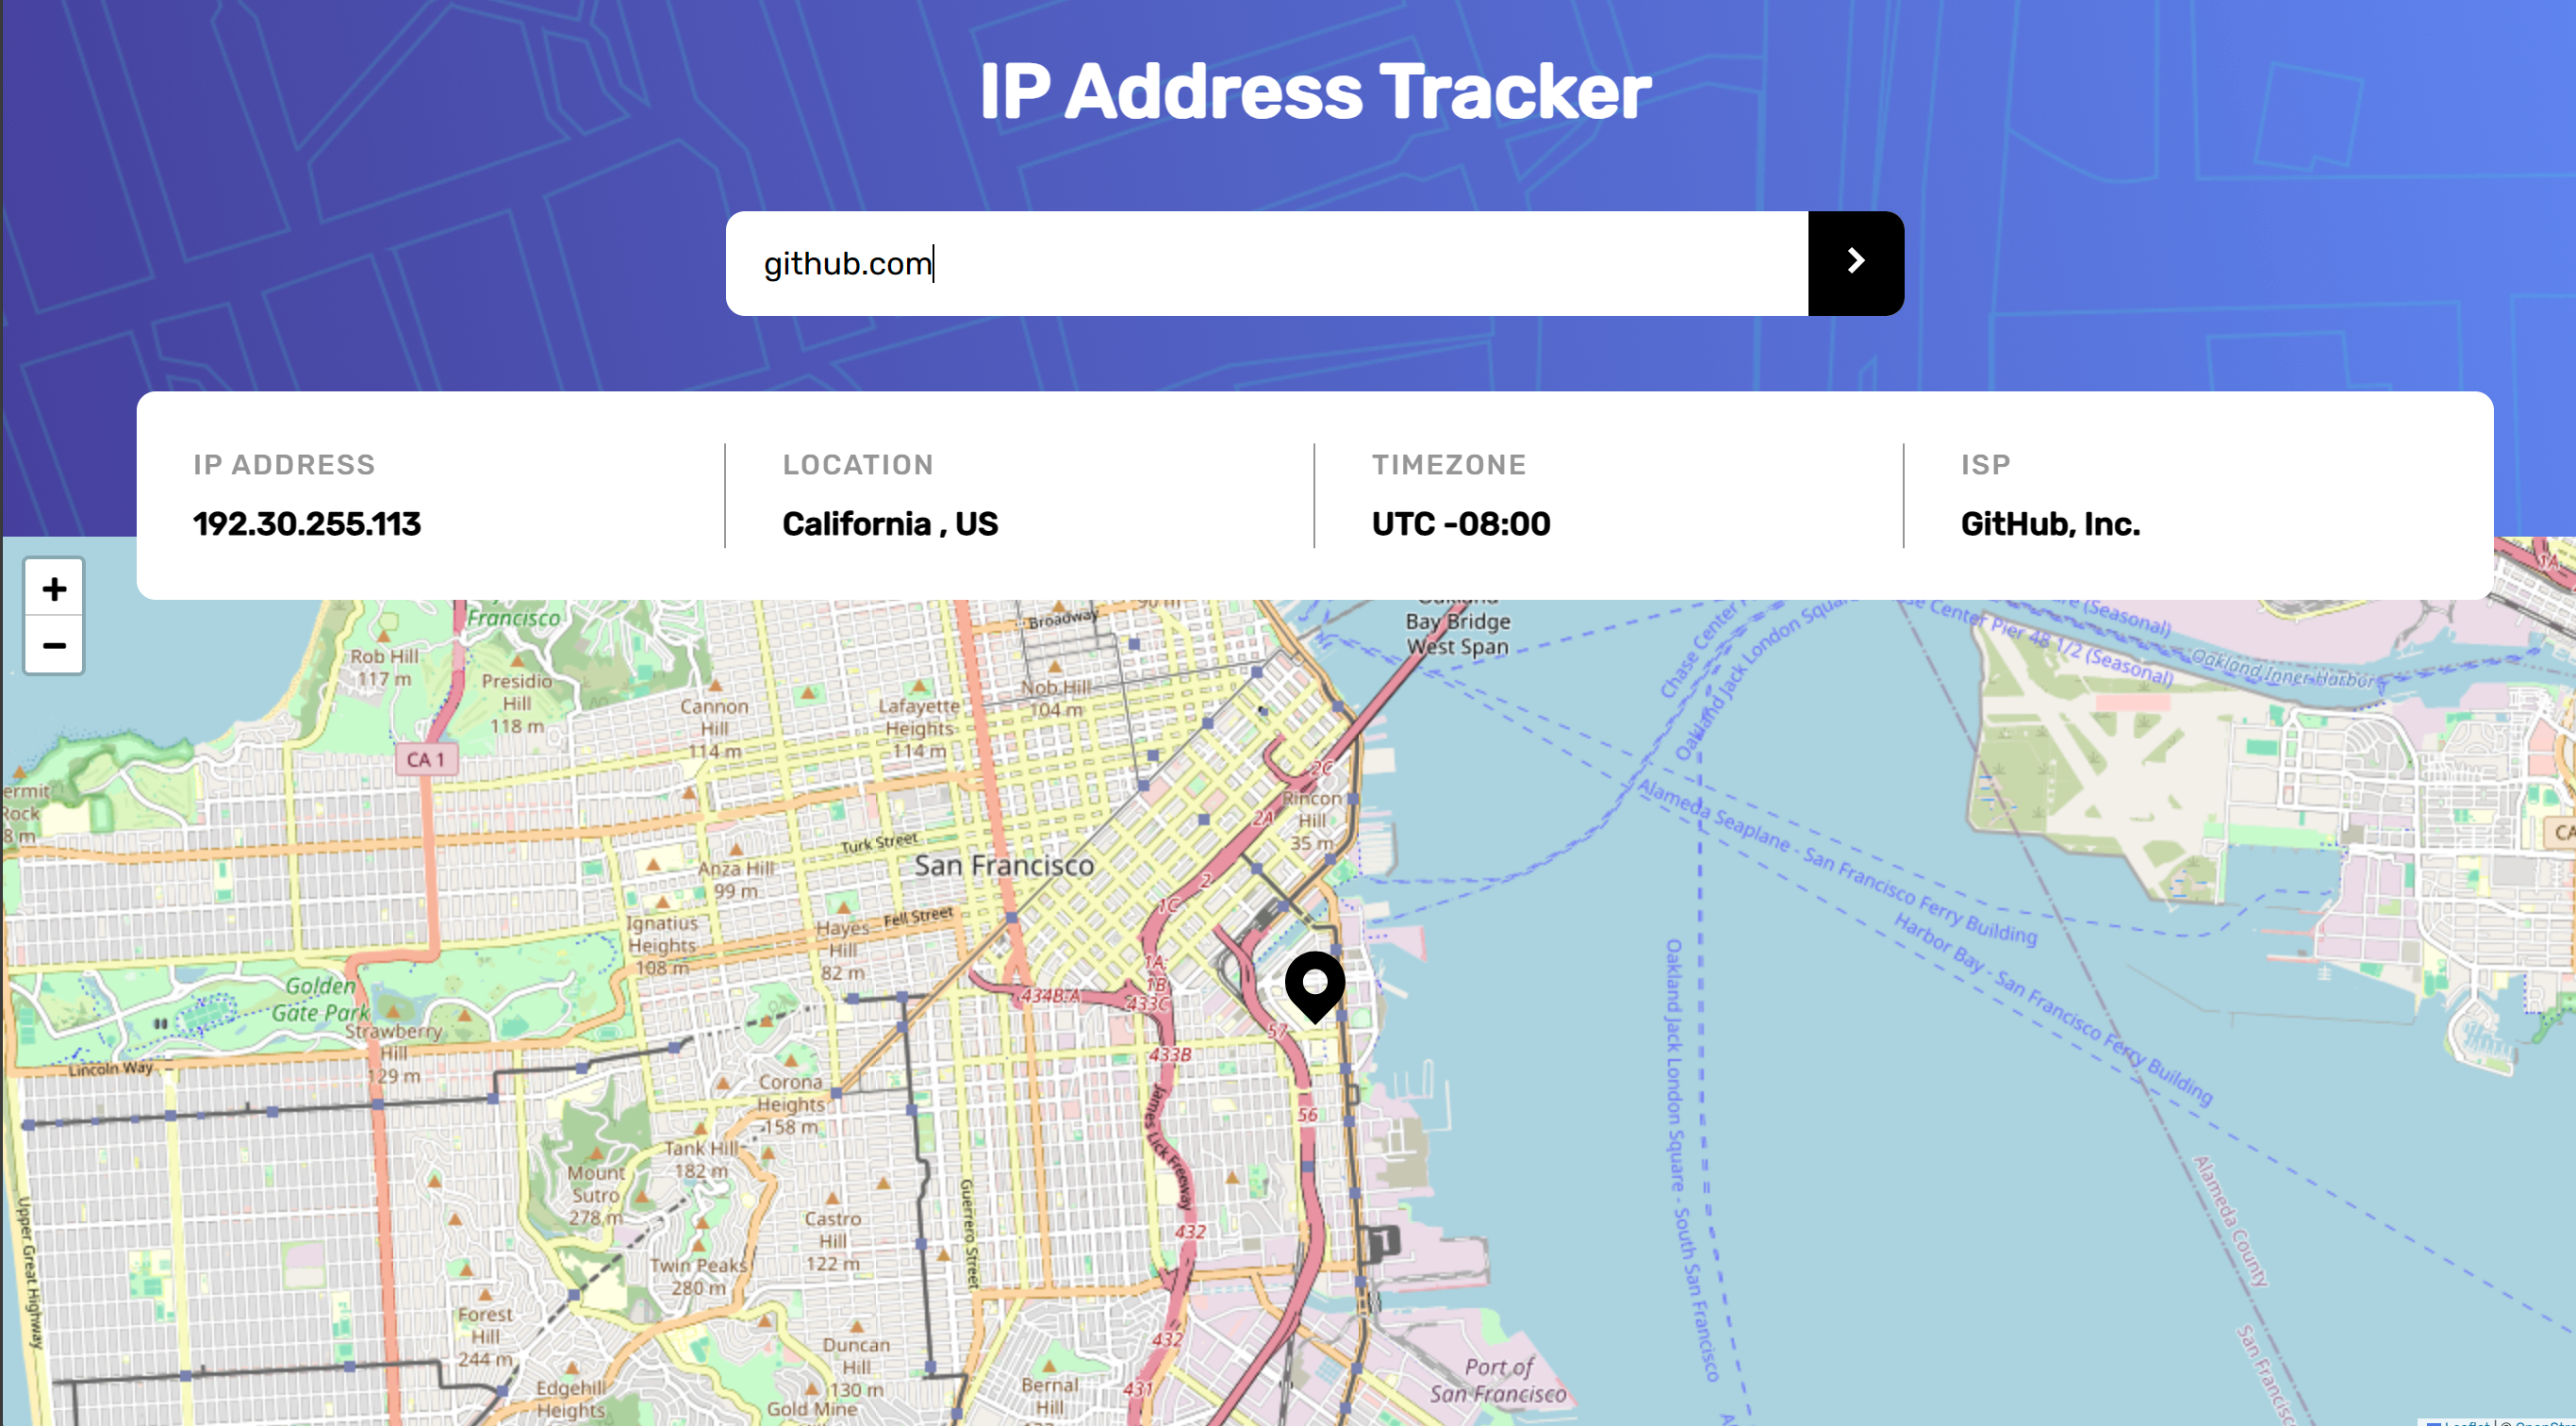 IP Address Tracker
github.com
IP ADDRESS
192.30.255.113
LOCATION
California , US
TIMEZONE
UTC -08:00
ISP
GitHub, Inc.
+
−
Francisco
Rob Hill
117 m
Presidio
Hill
118 m
CA 1
Cannon
Hill
114 m
Lafayette
Heights
114 m
Broadway
Nob Hill
104 m
Bay Bridge
West Span
Chase Center
Oakland Jack London Square
(Seasonal)
Center Pier 48 1/2 (Seasonal)
Oakland Inner Harbor
2C
Rincon
Hill
35 m
2A
2
1C
Alameda Seaplane - San Francisco Ferry Building
Harbor Bay - San Francisco Ferry Building
Turk Street
San Francisco
Anza Hill
99 m
Ignatius
Heights
108 m
Hayes
Hill
82 m
Fell Street
1A;
1B
434B;A
433C
57
433B
56
Golden
Gate Park
Strawberry
Hill
129 m
Lincoln Way
Corona
Heights
158 m
Tank Hill
182 m
Mount
Sutro
278 m
Castro
Hill
122 m
Twin Peaks
280 m
James Lick Freeway
Guerrero Street
Upper Great Highway
432
432
431
Forest
Hill
244 m
Edgehill
Heights
Duncan
Hill
130 m
Gold Mine
Bernal
Hill
Port of
San Francisco
Oakland Jack London Square - South San Francisco
Alameda County
1A